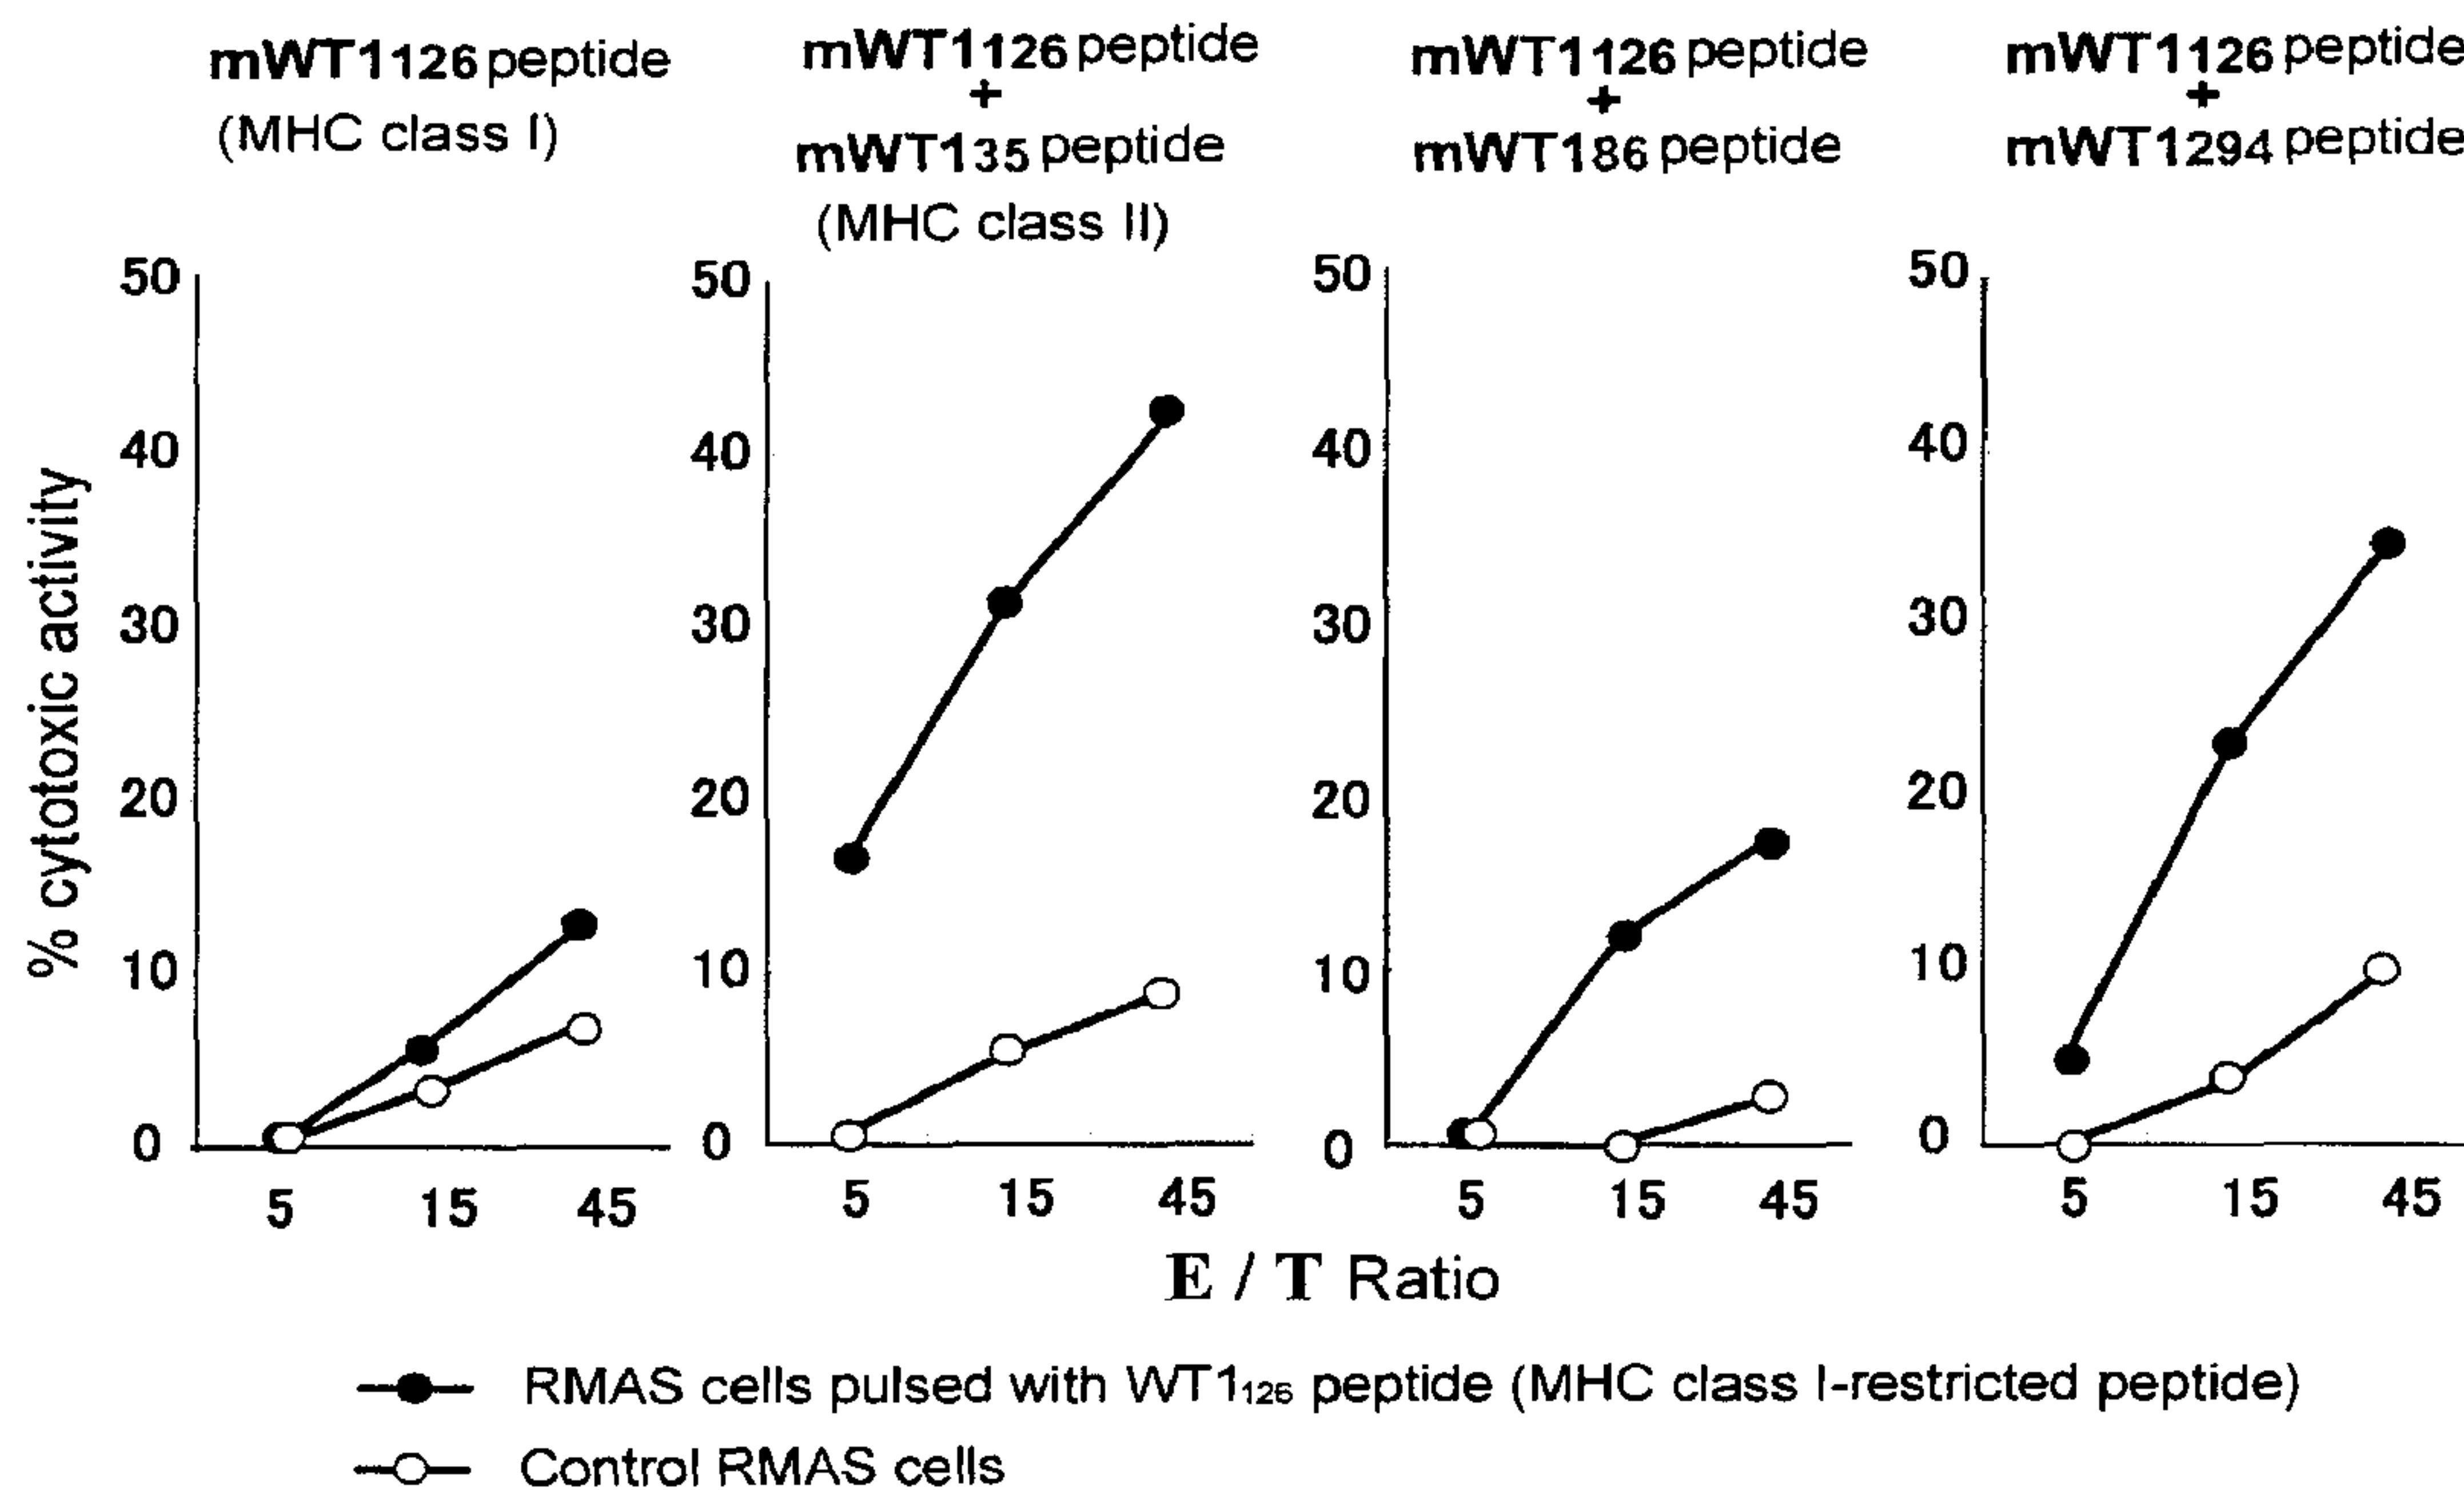 mWT1126 peptide
(MHC class I)
mWT1126 peptide
+
mWT135 peptide
(MHC class II)
mWT1126 peptide
+
mWT186 peptide
mWT1126 peptide
+
mWT1294 peptide
% cytotoxic activity
50
40
30
20
10
0
5 15 45
50
40
30
20
10
0
5 15 45
50
40
30
20
10
0
5 15 45
50
40
30
20
10
0
5 15 45
E / T Ratio
RMAS cells pulsed with WT1126 peptide (MHC class I-restricted peptide)
Control RMAS cells